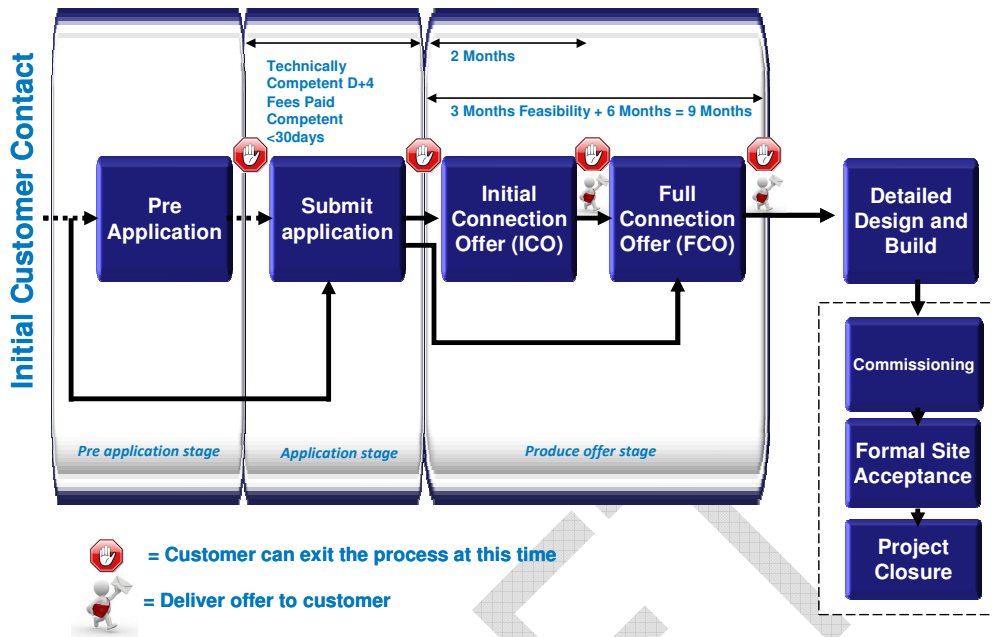 Initial Customer Contact
2 Months
Technically
Competent D+4
Fees Paid
Competent
<30days
3 Months Feasibility + 6 Months = 9 Months
Pre
Application
Submit
application
Initial
Connection
Offer (ICO)
Full
Connection
Offer (FCO)
Detailed
Design and
Build
Commissioning
Formal Site
Acceptance
Project
Closure
Pre application stage
Application stage
Produce offer stage
= Customer can exit the process at this time
= Deliver offer to customer